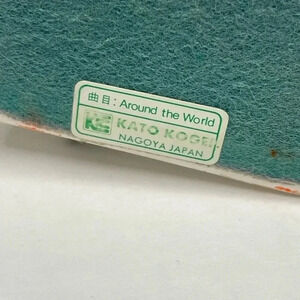 曲目：Around the World
KATO KOGEI
NAGOYA JAPAN